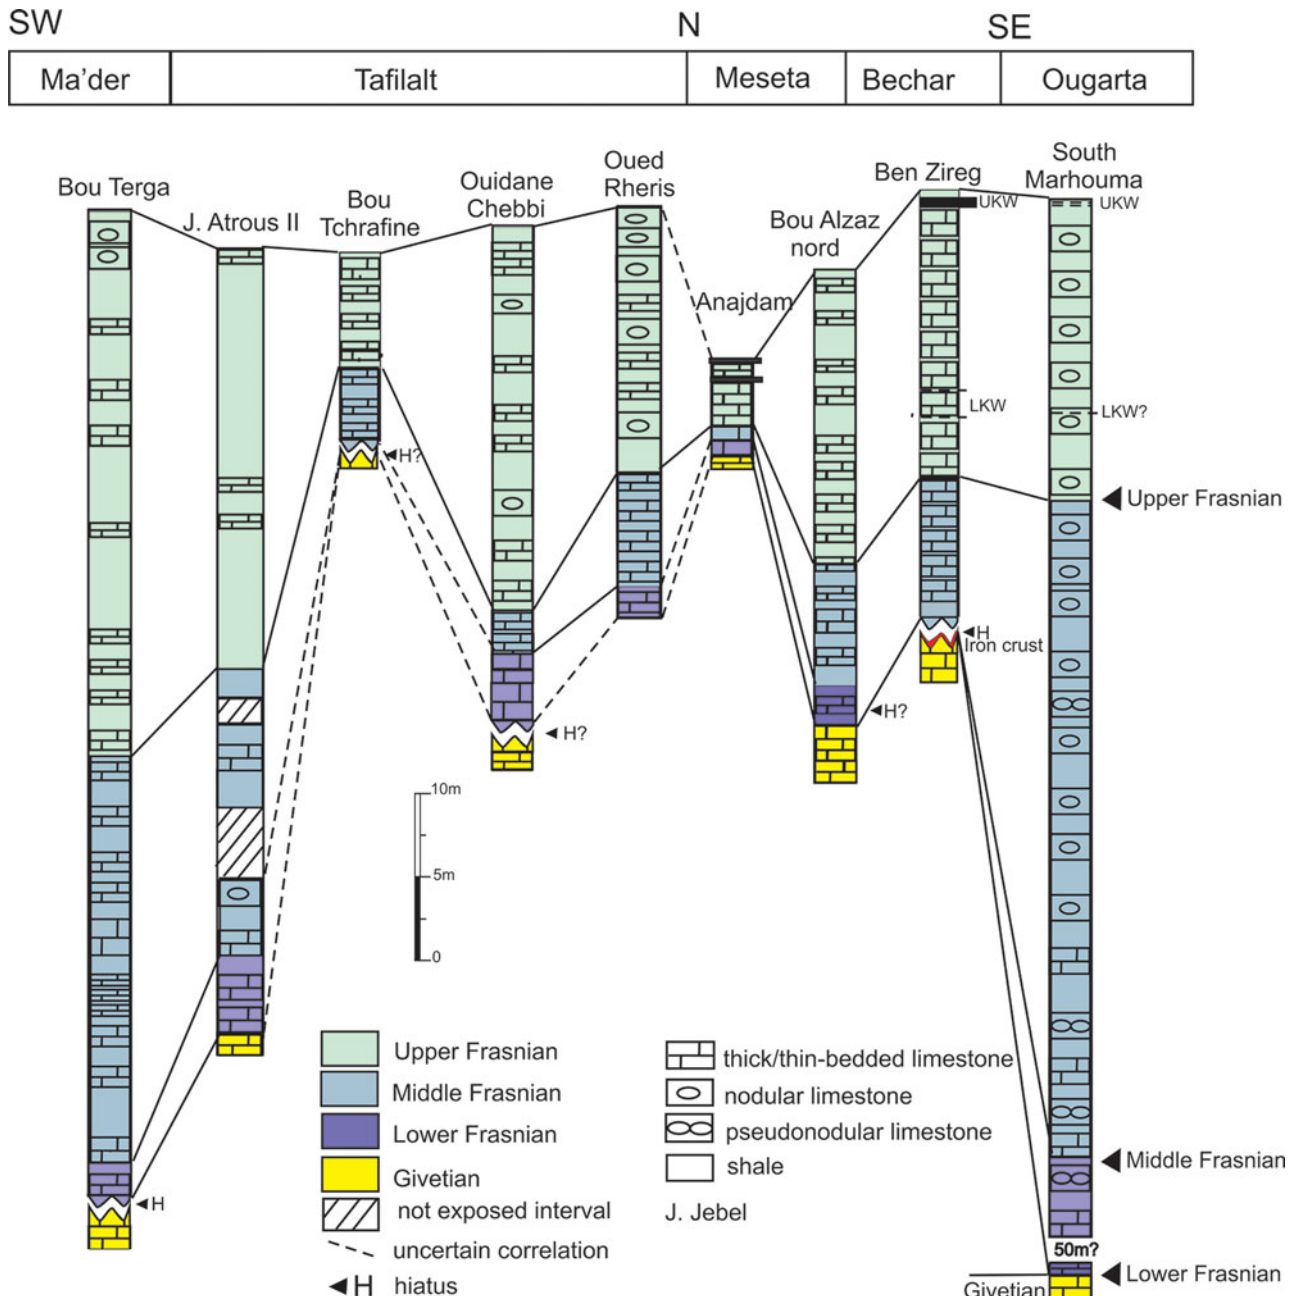 SW N SE
Ma'der Tafilalt Meseta Bechar Ougarta
Bou Terga
J. Atrous II
Bou
Tchrafine
Ouidane
Chebbi
Oued
Rheris
Anajdam
Bou Alzaz
nord
Ben Zireg
South
Marhouma
UKW
UKW
LKW
LKW?
Upper Frasnian
H?
H
Iron crust
H?
H?
10m
5m
0
Middle Frasnian
H
50m?
Lower Frasnian
Givetian
Upper Frasnian
Middle Frasnian
Lower Frasnian
Givetian
not exposed interval
uncertain correlation
H hiatus
thick/thin-bedded limestone
nodular limestone
pseudonodular limestone
shale
J. Jebel